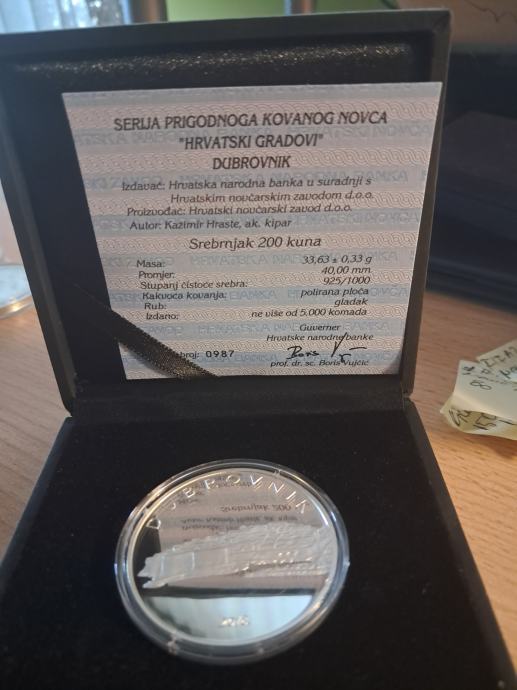 SERIJA PRIGODNOGA KOVANOG NOVCA
"HRVATSKI GRADOVI"
DUBROVNIK
Izdavač: Hrvatska narodna banka u suradnji s
Hrvatskim novčarskim zavodom d.o.o.
Proizvođač: Hrvatski novčarski zavod d.o.o.
Autor: Kazimir Hraste, ak. kipar
Srebrnjak 200 kuna
Masa: 33,63 ± 0,33 g
Promjer: 40,00 mm
Stupanj čistoće srebra: 925/1000
Kakvoća kovanja: polirana ploča
Rub: gladak
Izdano: ne više od 5.000 komada
Guverner
Hrvatske narodne banke
broj: 0987
prof. dr. sc. Boris Vujčić
DUBROVNIK